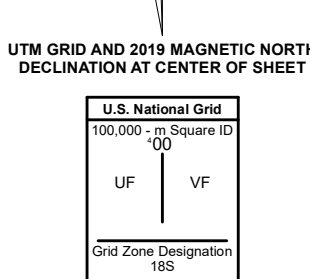 UTM GRID AND 2019 MAGNETIC NORTH
DECLINATION AT CENTER OF SHEET
U.S. National Grid
100,000 - m Square ID
⁴00
UF VF
Grid Zone Designation
18S